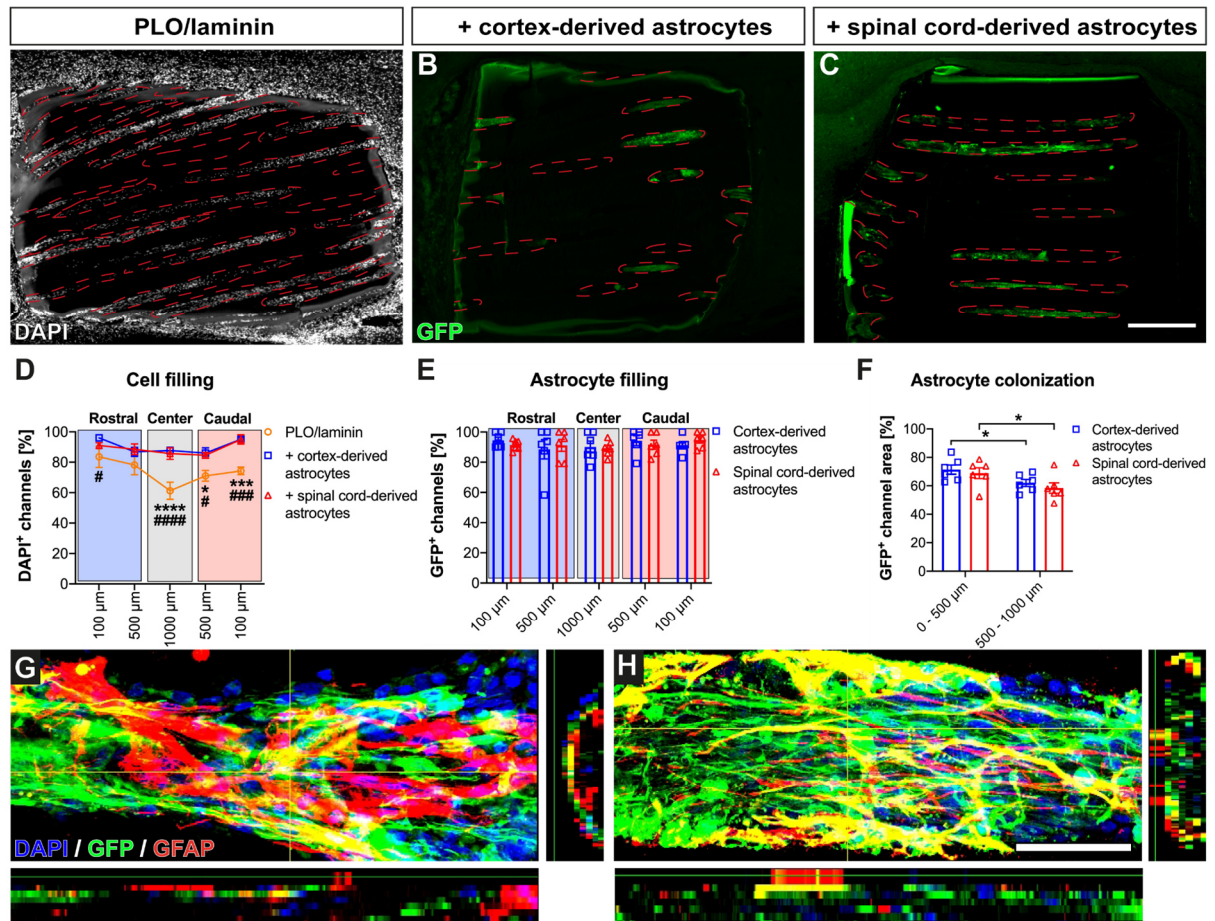 PLO/laminin
+ cortex-derived astrocytes
+ spinal cord-derived astrocytes
DAPI
B
GFP
C
D
Cell filling
Rostral
Center
Caudal
DAPI+ channels [%]
100
80
60
40
20
0
#
****
####
*
#
***
###
100 µm
500 µm
1000 µm
500 µm
100 µm
PLO/laminin
+ cortex-derived
astrocytes
+ spinal cord-derived
astrocytes
E
Astrocyte filling
Rostral
Center
Caudal
GFP+ channels [%]
100
80
60
40
20
0
100 µm
500 µm
1000 µm
500 µm
100 µm
Cortex-derived
astrocytes
Spinal cord-derived
astrocytes
F
Astrocyte colonization
GFP+ channels area [%]
100
80
60
40
20
0
*
*
0 - 500 µm
500 - 1000 µm
Cortex-derived
astrocytes
Spinal cord-derived
astrocytes
G
DAPI / GFP / GFAP
H